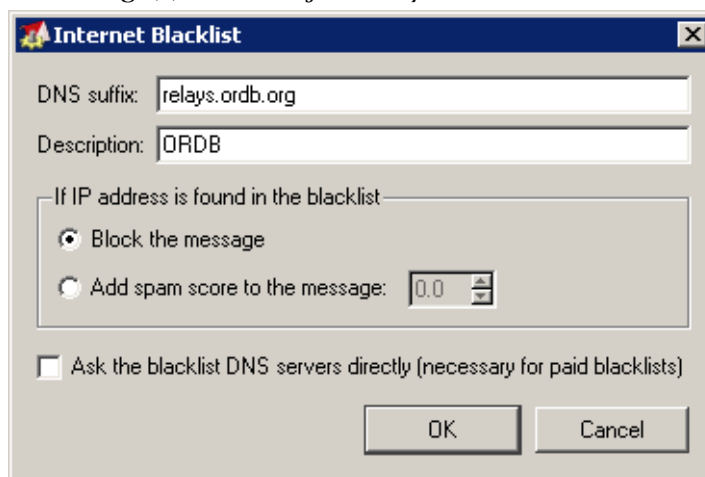 Internet Blacklist
DNS suffix: relays.ordb.org
Description: ORDB
If IP address is found in the blacklist
Block the message
Add spam score to the message: 0.0
Ask the blacklist DNS servers directly (necessary for paid blacklists)
OK Cancel